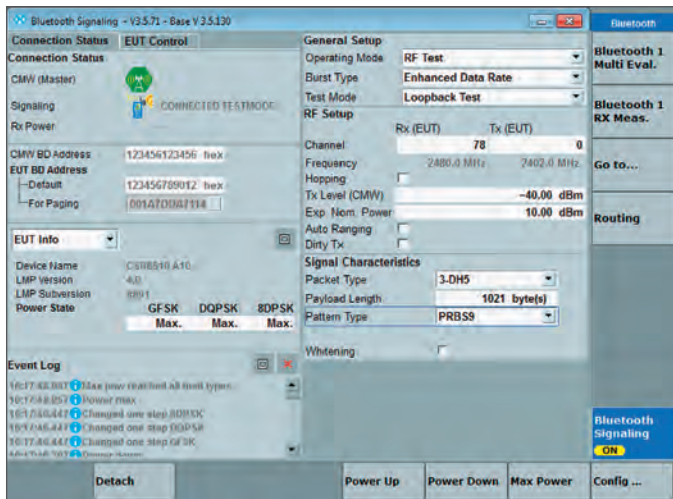 Bluetooth Signaling - V3.5.71 - Base V 3.5.130
Connection Status EUT Control
Connection Status
CMW (Master)
Signaling CONNECTED TESTMODE
Rx Power
CMW BD Address 123456123456 hex
EUT BD Address
Default 123456789012 hex
For Paging 001A7DDA7114
EUT Info
Device Name CSR8510 A10
LMP Version 4.0
LMP Subversion 8891
Power State GFSK DQPSK 8DPSK
Max. Max. Max.
Event Log
Max pow reached all mod types
Power max
Changed one step 8DPSK
Changed one step DQPSK
16:17:46.447 Changed one step GFSK
General Setup
Operating Mode RF Test
Burst Type Enhanced Data Rate
Test Mode Loopback Test
RF Setup
Rx (EUT) Tx (EUT)
Channel 78 0
Frequency 2480.0 MHz 2402.0 MHz
Hopping
Tx Level (CMW) -40.00 dBm
Exp. Nom. Power 10.00 dBm
Auto Ranging
Dirty Tx
Signal Characteristics
Packet Type 3-DH5
Payload Length 1021 byte(s)
Pattern Type PRBS9
Whitening
Bluetooth
Bluetooth 1
Multi Eval.
Bluetooth 1
RX Meas.
Go to...
Routing
Bluetooth
Signaling
ON
Detach Power Up Power Down Max Power Config ...